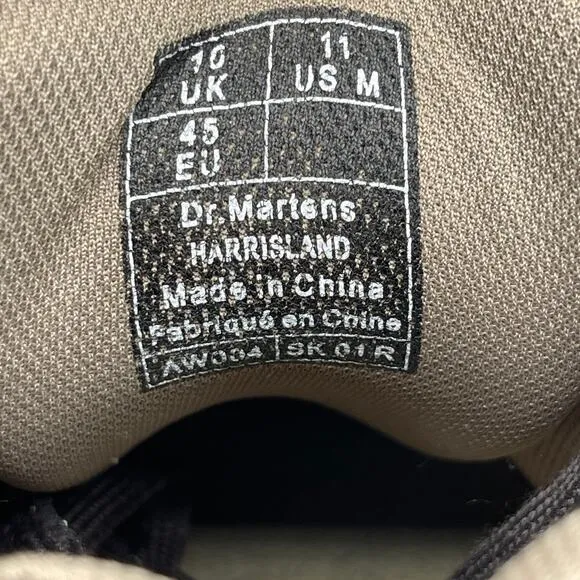 10 11
UK US M
45
EU
Dr. Martens
HARRISLAND
Made in China
Fabriqué en Chine
AW004 SK 01R